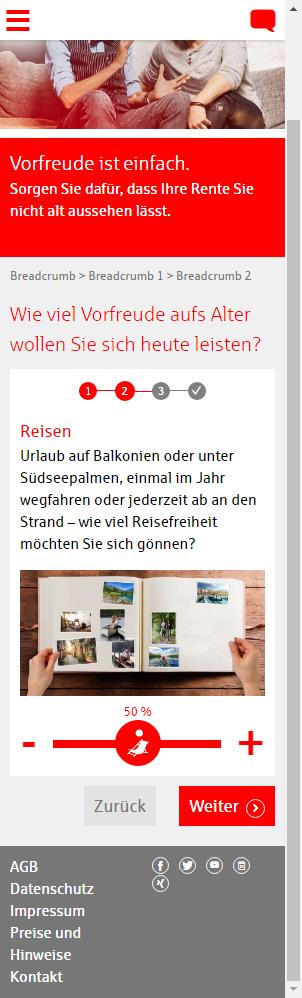 Vorfreude ist einfach.
Sorgen Sie dafür, dass Ihre Rente Sie
nicht alt aussehen lässt.
Breadcrumb > Breadcrumb 1 > Breadcrumb 2
Wie viel Vorfreude aufs Alter
wollen Sie sich heute leisten?
1 2 3
Reisen
Urlaub auf Balkonien oder unter
Südseepalmen, einmal im Jahr
wegfahren oder jederzeit ab an den
Strand – wie viel Reisefreiheit
möchten Sie sich gönnen?
50 %
- +
Zurück Weiter
AGB
Datenschutz
Impressum
Preise und
Hinweise
Kontakt